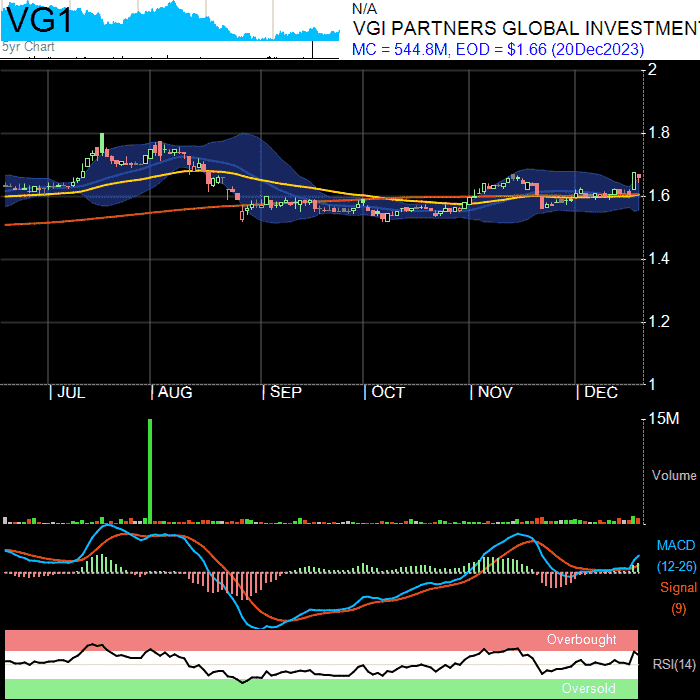 VG1
5yr Chart
N/A
VGI PARTNERS GLOBAL INVESTMEN
MC = 544.8M, EOD = $1.66 (20Dec2023)
2
1.8
1.6
1.4
1.2
1
JUL AUG SEP OCT NOV DEC
15M
Volume
MACD
(12-26)
Signal
(9)
Overbought
RSI(14)
Oversold